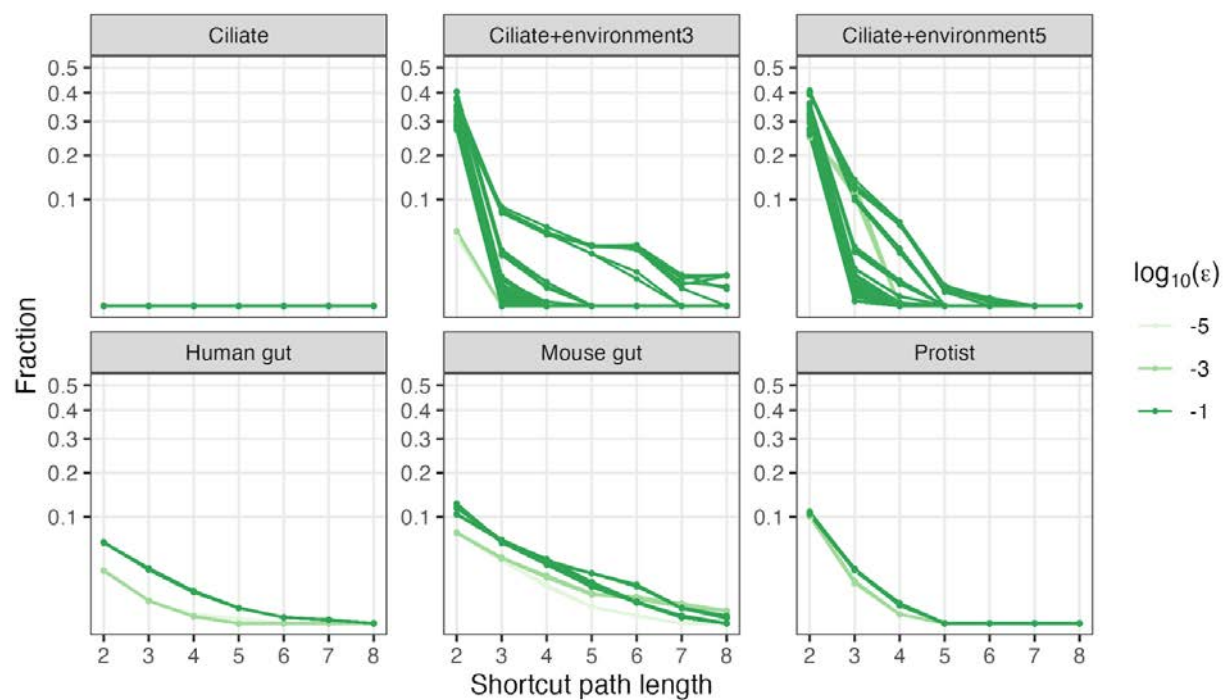 Ciliate
Ciliate+environment3
Ciliate+environment5
0.5
0.4
0.3
0.2
0.1
Human gut
Mouse gut
Protist
0.5
0.4
0.3
0.2
0.1
2 3 4 5 6 7 8
2 3 4 5 6 7 8
2 3 4 5 6 7 8
Shortcut path length
Fraction
log₁₀(ε)
-5
-3
-1
0.5
0.4
0.3
0.2
0.1
0.5
0.4
0.3
0.2
0.1
0.5
0.4
0.3
0.2
0.1
0.5
0.4
0.3
0.2
0.1